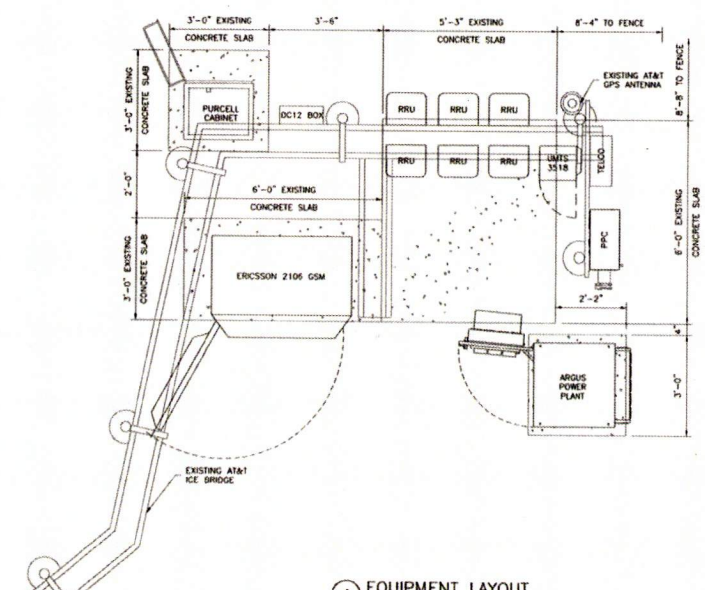 3'-0" EXISTING
CONCRETE SLAB
3'-6"
5'-3" EXISTING
CONCRETE SLAB
8'-4" TO FENCE
EXISTING AT&T
GPS ANTENNA
8'-8" TO FENCE
3'-0" EXISTING
CONCRETE SLAB
PURCELL
CABINET
DC12 BOX
RRU
RRU
RRU
RRU
RRU
RRU
UMTS
3518
TELCO
2'-0"
6'-0" EXISTING
CONCRETE SLAB
6'-0" EXISTING
CONCRETE SLAB
PPC
3'-0" EXISTING
CONCRETE SLAB
ERICSSON 2106 GSM
2'-2"
4"
ARGUS
POWER
PLANT
3'-0"
EXISTING AT&T
ICE BRIDGE
EQUIPMENT LAYOUT